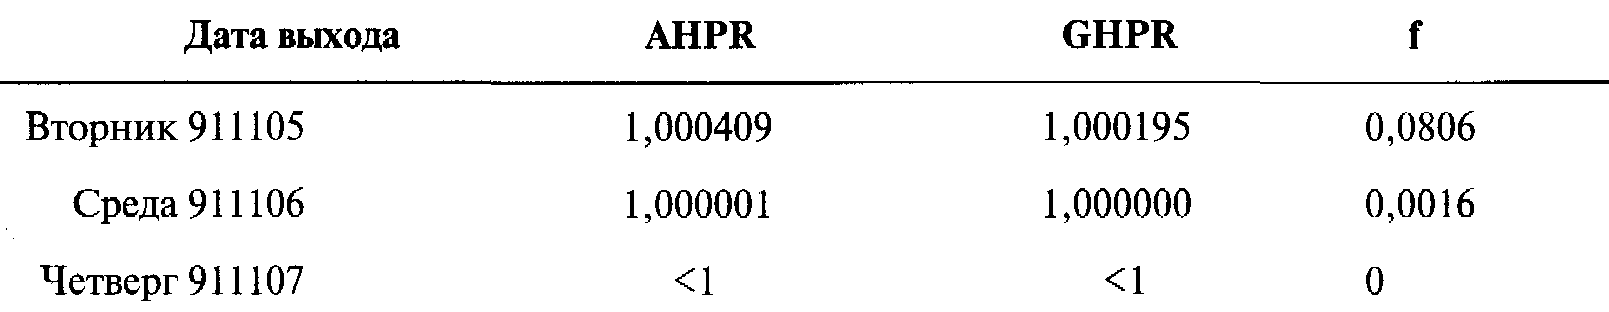 Дата выхода AHPR GHPR f
Вторник 911105 1,000409 1,000195 0,0806
Среда 911106 1,000001 1,000000 0,0016
Четверг 911107 <1 <1 0